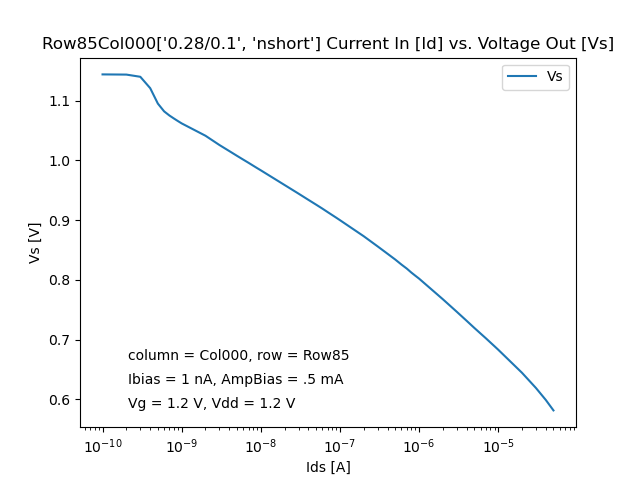 Row85Col000['0.28/0.1', 'nshort'] Current In [Id] vs. Voltage Out [Vs]
Vs
1.1
1.0
0.9
0.8
0.7
0.6
Vs [V]
column = Col000, row = Row85
Ibias = 1 nA, AmpBias = .5 mA
Vg = 1.2 V, Vdd = 1.2 V
10⁻¹⁰ 10⁻⁹ 10⁻⁸ 10⁻⁷ 10⁻⁶ 10⁻⁵
Ids [A]